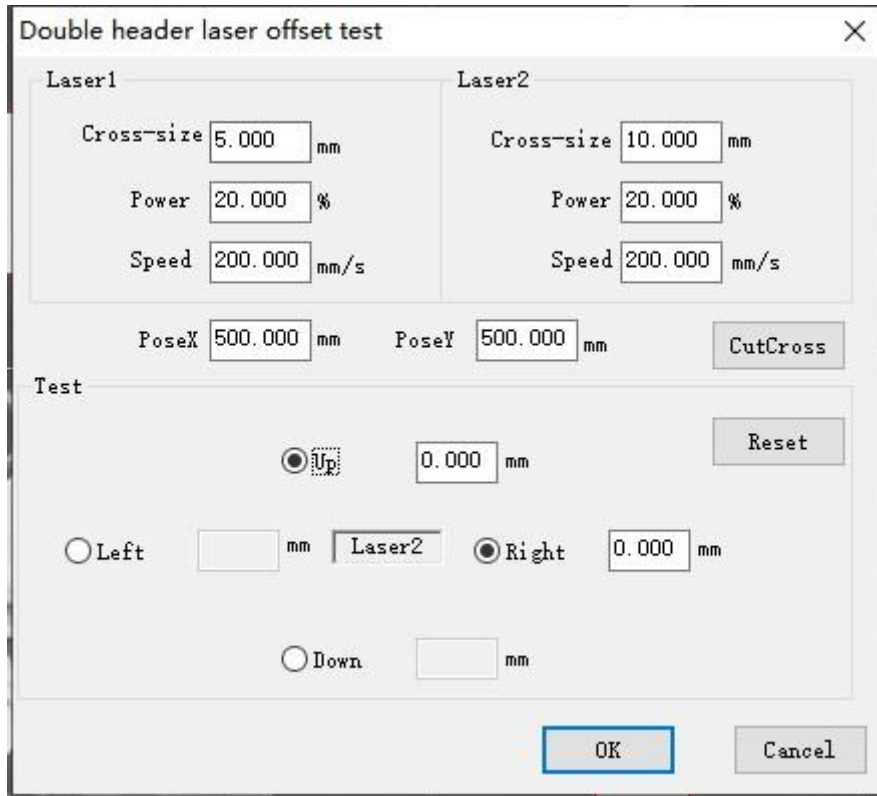 Double header laser offset test
Laser1
Laser2
Cross-size 5.000 mm
Cross-size 10.000 mm
Power 20.000 %
Power 20.000 %
Speed 200.000 mm/s
Speed 200.000 mm/s
PoseX 500.000 mm PoseY 500.000 mm CutCross
Test
Reset
Up 0.000 mm
Left mm Laser2 Right 0.000 mm
Down mm
OK Cancel